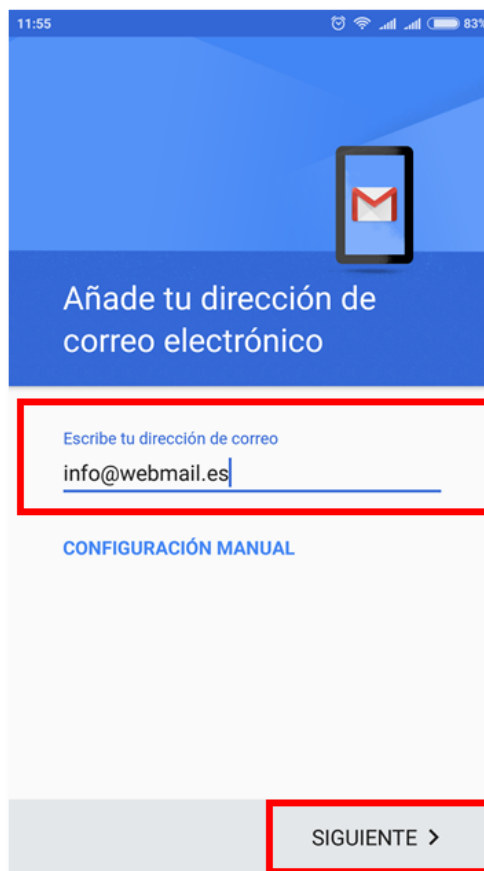 11:55 83%
Añade tu dirección de
correo electrónico
Escribe tu dirección de correo
info@webmail.es
CONFIGURACIÓN MANUAL
SIGUIENTE >